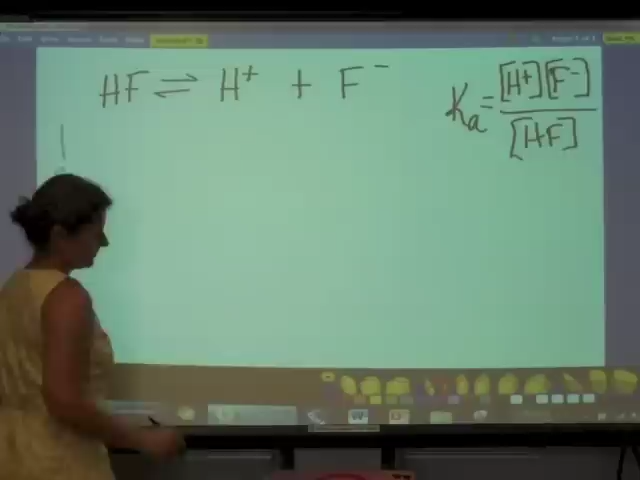 HF ⇌ H⁺ + F⁻
Ka = [H⁺][F⁻] / [HF]